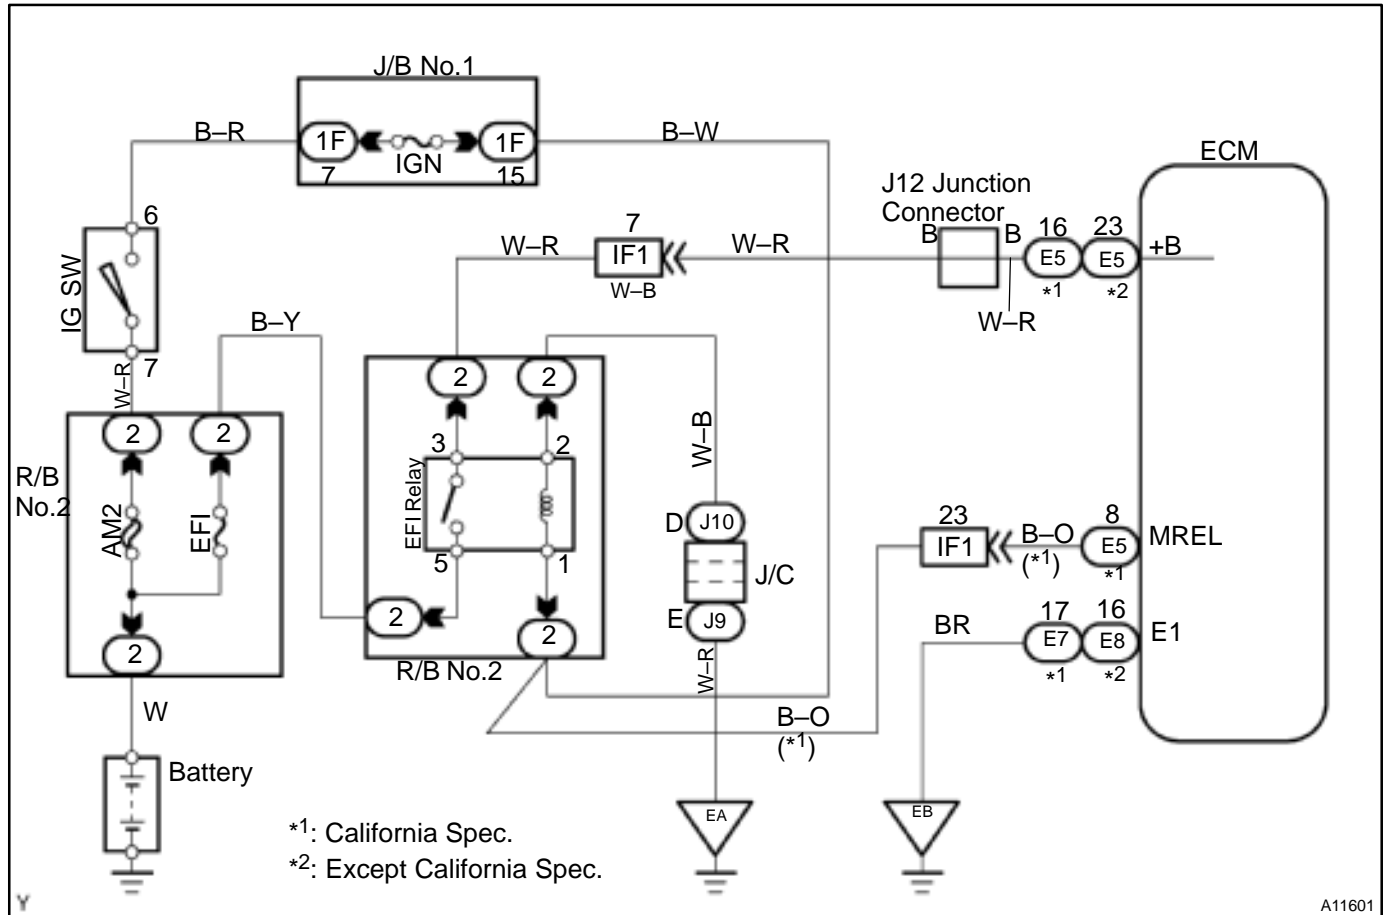 J/B No.1
B–R
1F
IGN
1F
B–W
7
15
ECM
J12 Junction
Connector
6
7
W–R
IF1
W–B
W–R
B
B
16
23
E5
E5
+B
*1
*2
W–R
IG SW
7
W–R
B–Y
2
2
R/B
No.2
AM2
EFI
2
2
2
3
2
EFI Relay
5
1
2
2
R/B No.2
W–B
D
J10
J/C
E
J9
W–R
23
IF1
B–O
(*1)
8
E5
*1
MREL
BR
17
16
E7
E8
E1
*1
*2
B–O
(*1)
W
Battery
EA
EB
*1: California Spec.
*2: Except California Spec.
Y
A11601